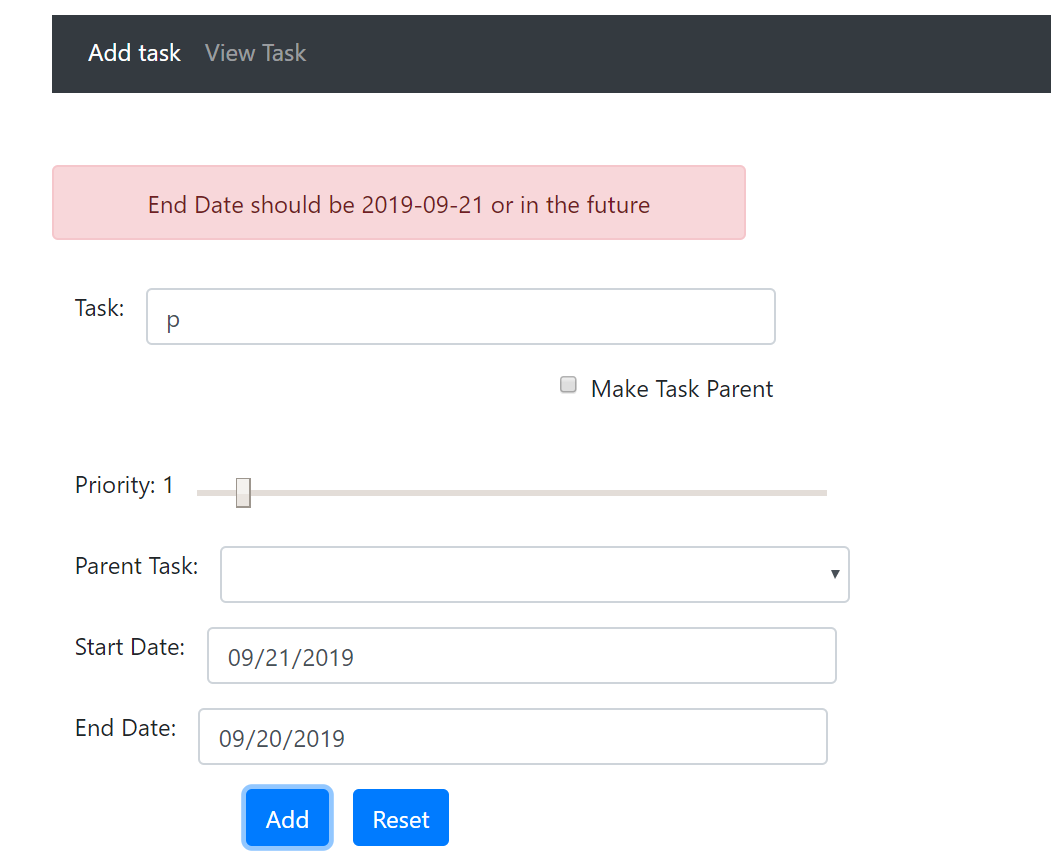 Add task View Task
End Date should be 2019-09-21 or in the future
Task: p
Make Task Parent
Priority: 1
Parent Task:
Start Date: 09/21/2019
End Date: 09/20/2019
Add Reset